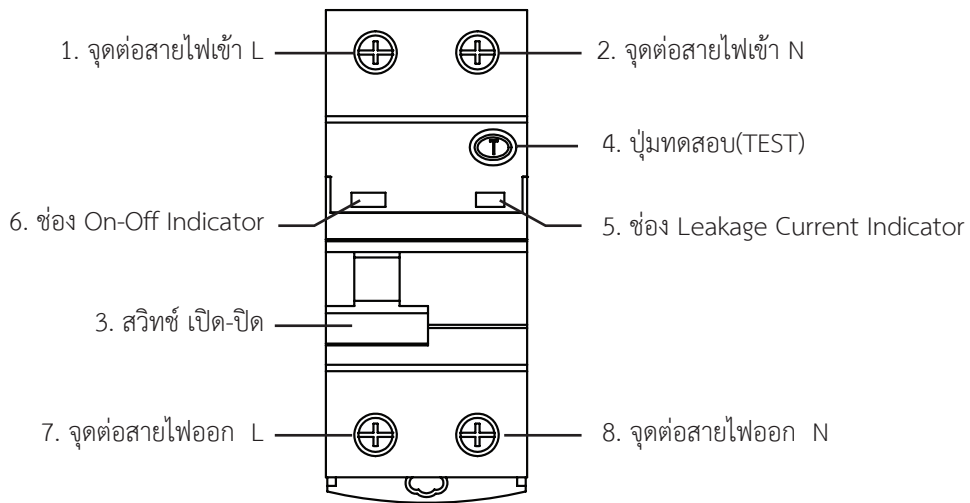 1. จุดต่อสายไฟเข้า L
2. จุดต่อสายไฟเข้า N
4. ปุ่มทดสอบ(TEST)
T
6. ช่อง On-Off Indicator
5. ช่อง Leakage Current Indicator
3. สวิทช์ เปิด-ปิด
7. จุดต่อสายไฟออก L
8. จุดต่อสายไฟออก N